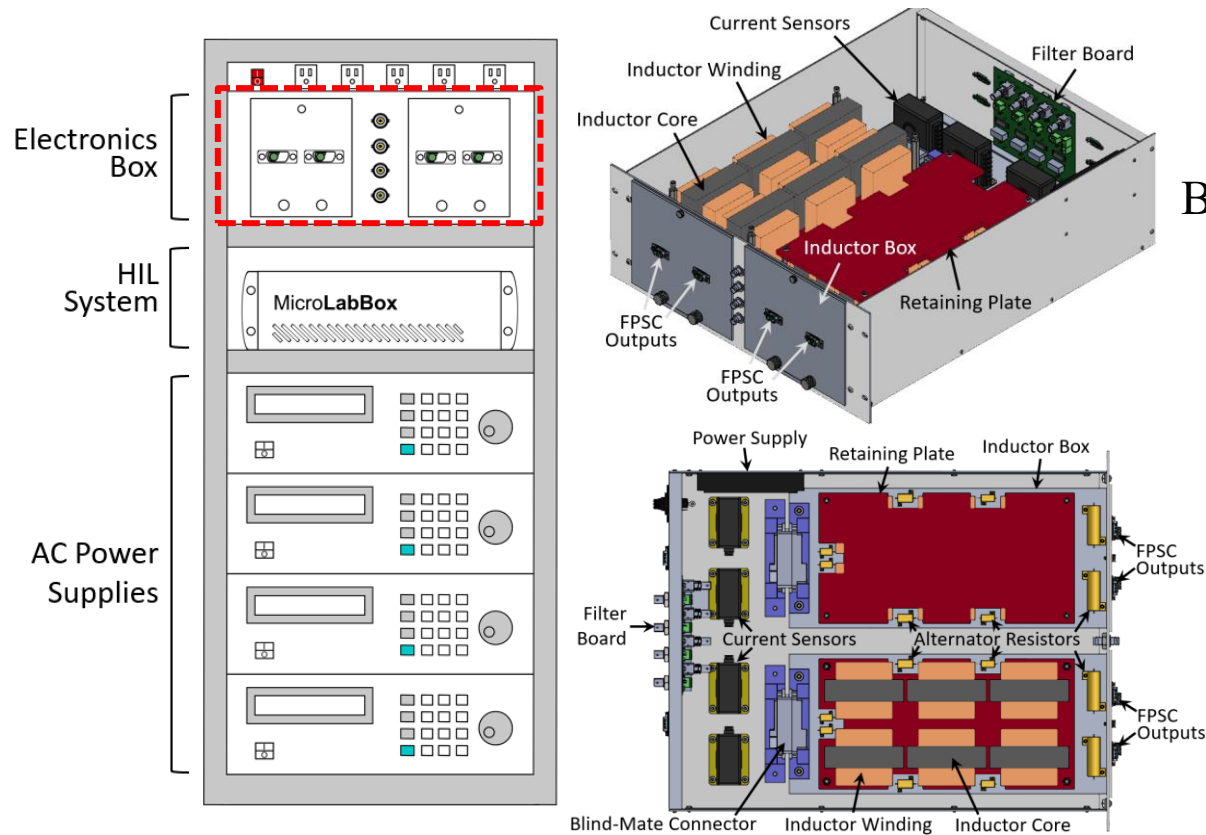 Electronics
Box
HIL
System
MicroLabBox
AC Power
Supplies
Current Sensors
Filter Board
Inductor Winding
Inductor Core
B
Inductor Box
Retaining Plate
FPSC
Outputs
FPSC
Outputs
Power Supply
Retaining Plate
Inductor Box
FPSC
Outputs
Filter
Board
Current Sensors
Alternator Resistors
FPSC
Outputs
Blind-Mate Connector
Inductor Winding
Inductor Core